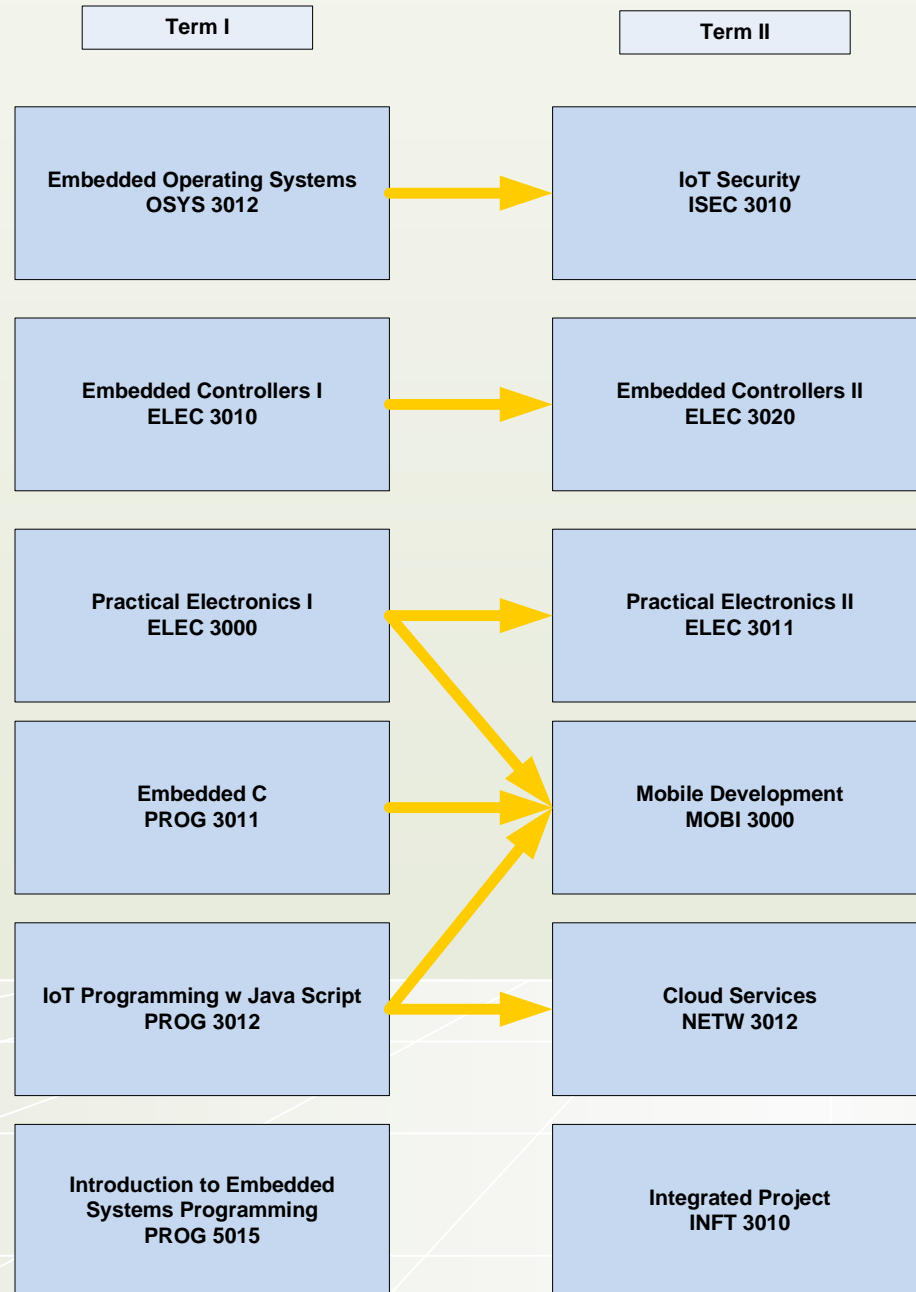 Term I
Term II
Embedded Operating Systems
OSYS 3012
IoT Security
ISEC 3010
Embedded Controllers I
ELEC 3010
Embedded Controllers II
ELEC 3020
Practical Electronics I
ELEC 3000
Practical Electronics II
ELEC 3011
Embedded C
PROG 3011
Mobile Development
MOBI 3000
IoT Programming w Java Script
PROG 3012
Cloud Services
NETW 3012
Introduction to Embedded
Systems Programming
PROG 5015
Integrated Project
INFT 3010